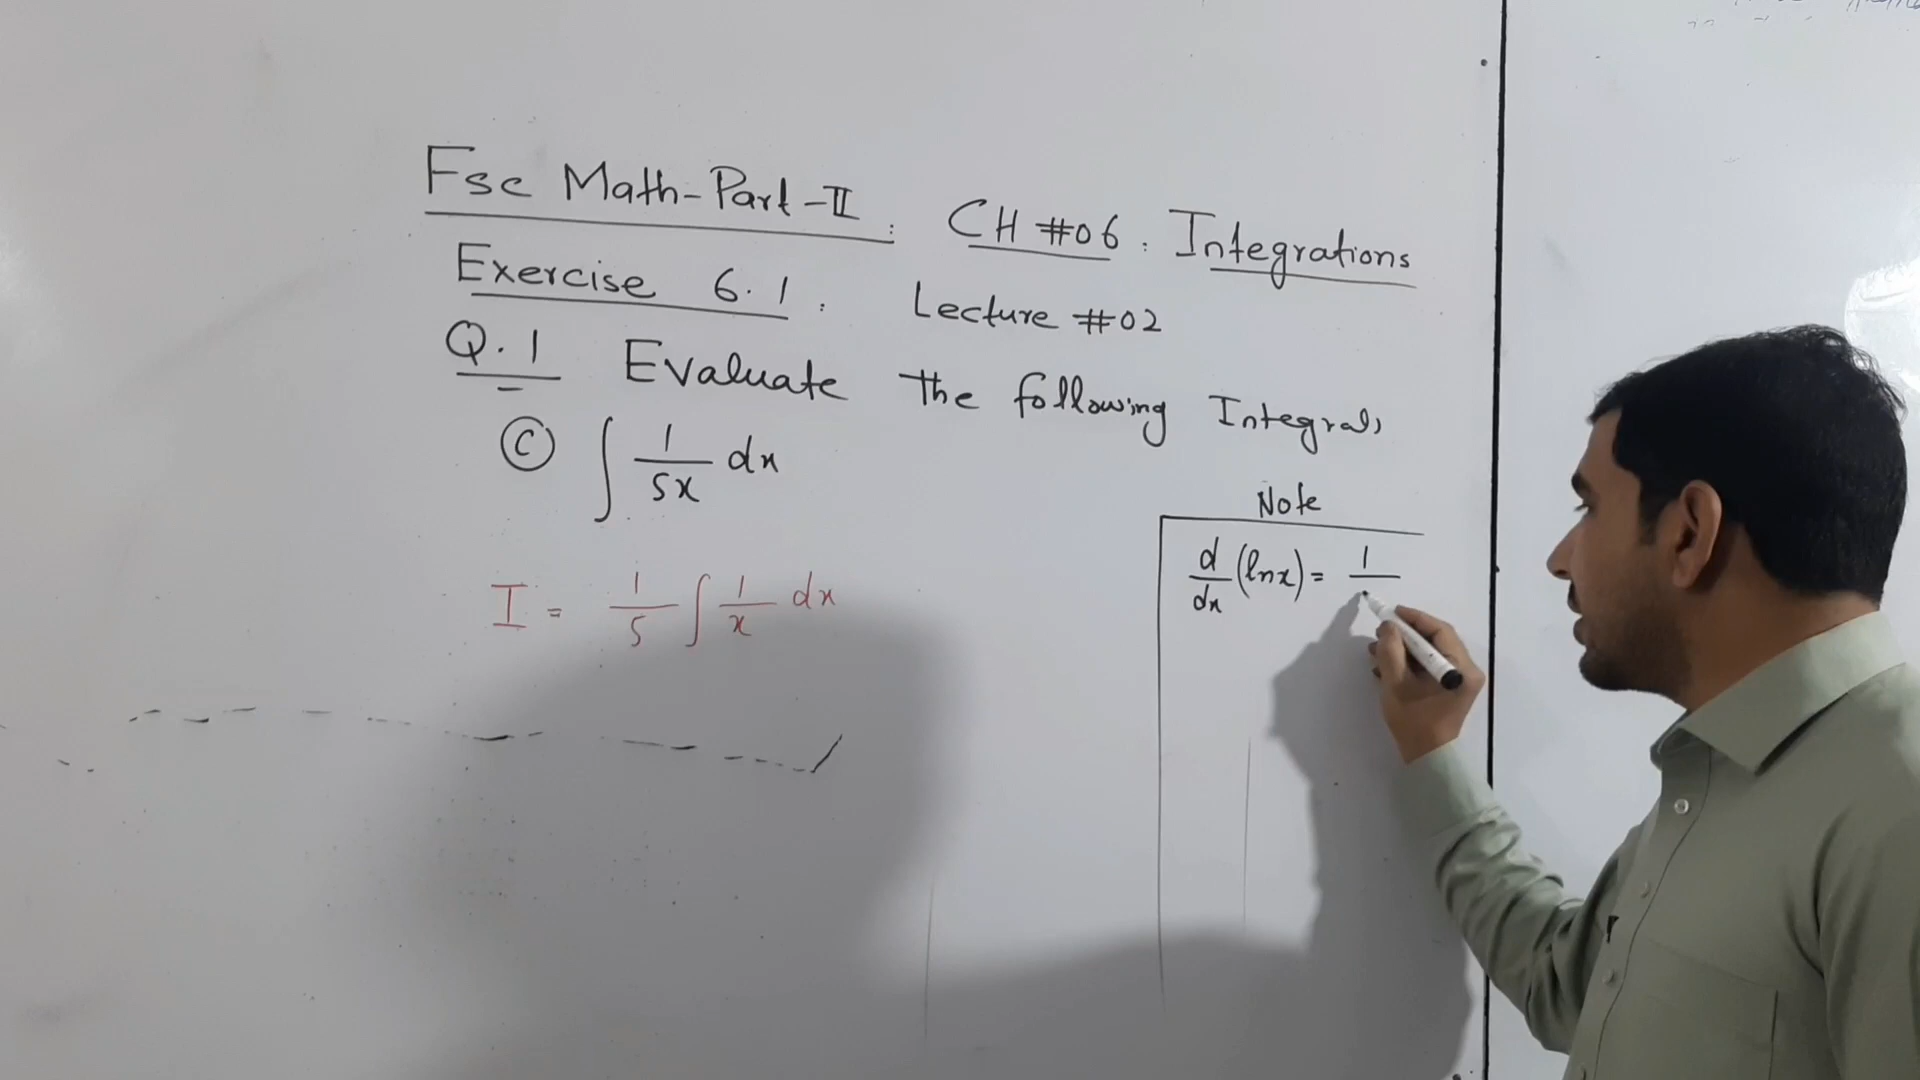 Fsc Math-Part-II. CH #06. Integrations
Exercise 6.1. Lecture #02
Q.1 Evaluate the following Integrals
(c) ∫ 1/5x dx
Note
d/dx (lnx) = 1/
I = 1/5 ∫ 1/x dx